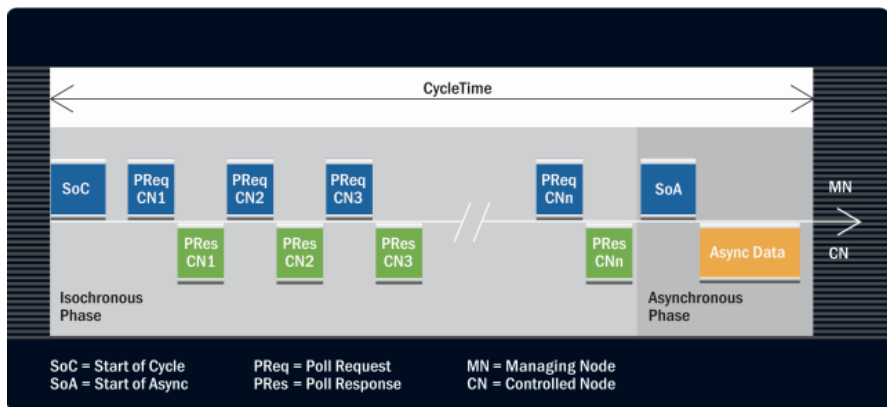 CycleTime
SoC
PReq
CN1
PReq
CN2
PReq
CN3
PReq
CNn
SoA
MN
PRes
CN1
PRes
CN2
PRes
CN3
PRes
CNn
Async Data
CN
Isochronous
Phase
Asynchronous
Phase
SoC = Start of Cycle
SoA = Start of Async
PReq = Poll Request
PRes = Poll Response
MN = Managing Node
CN = Controlled Node